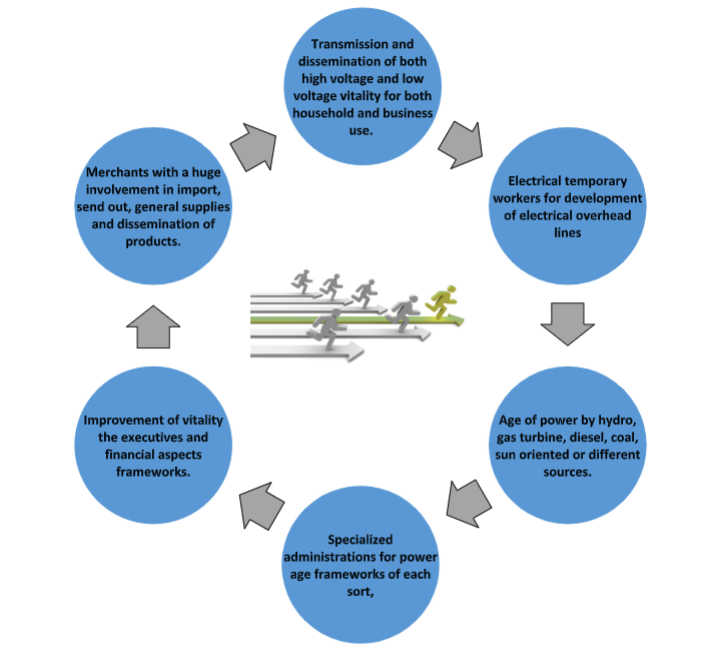 Transmission and
dissemination of both
high voltage and low
voltage vitality for both
household and business
use.
Electrical temporary
workers for development
of electrical overhead
lines
Age of power by hydro,
gas turbine, diesel, coal,
sun oriented or different
sources.
Specialized
administrations for power
age frameworks of each
sort,
Improvement of vitality
the executives and
financial aspects
frameworks.
Merchants with a huge
involvement in import,
send out, general supplies
and dissemination of
products.